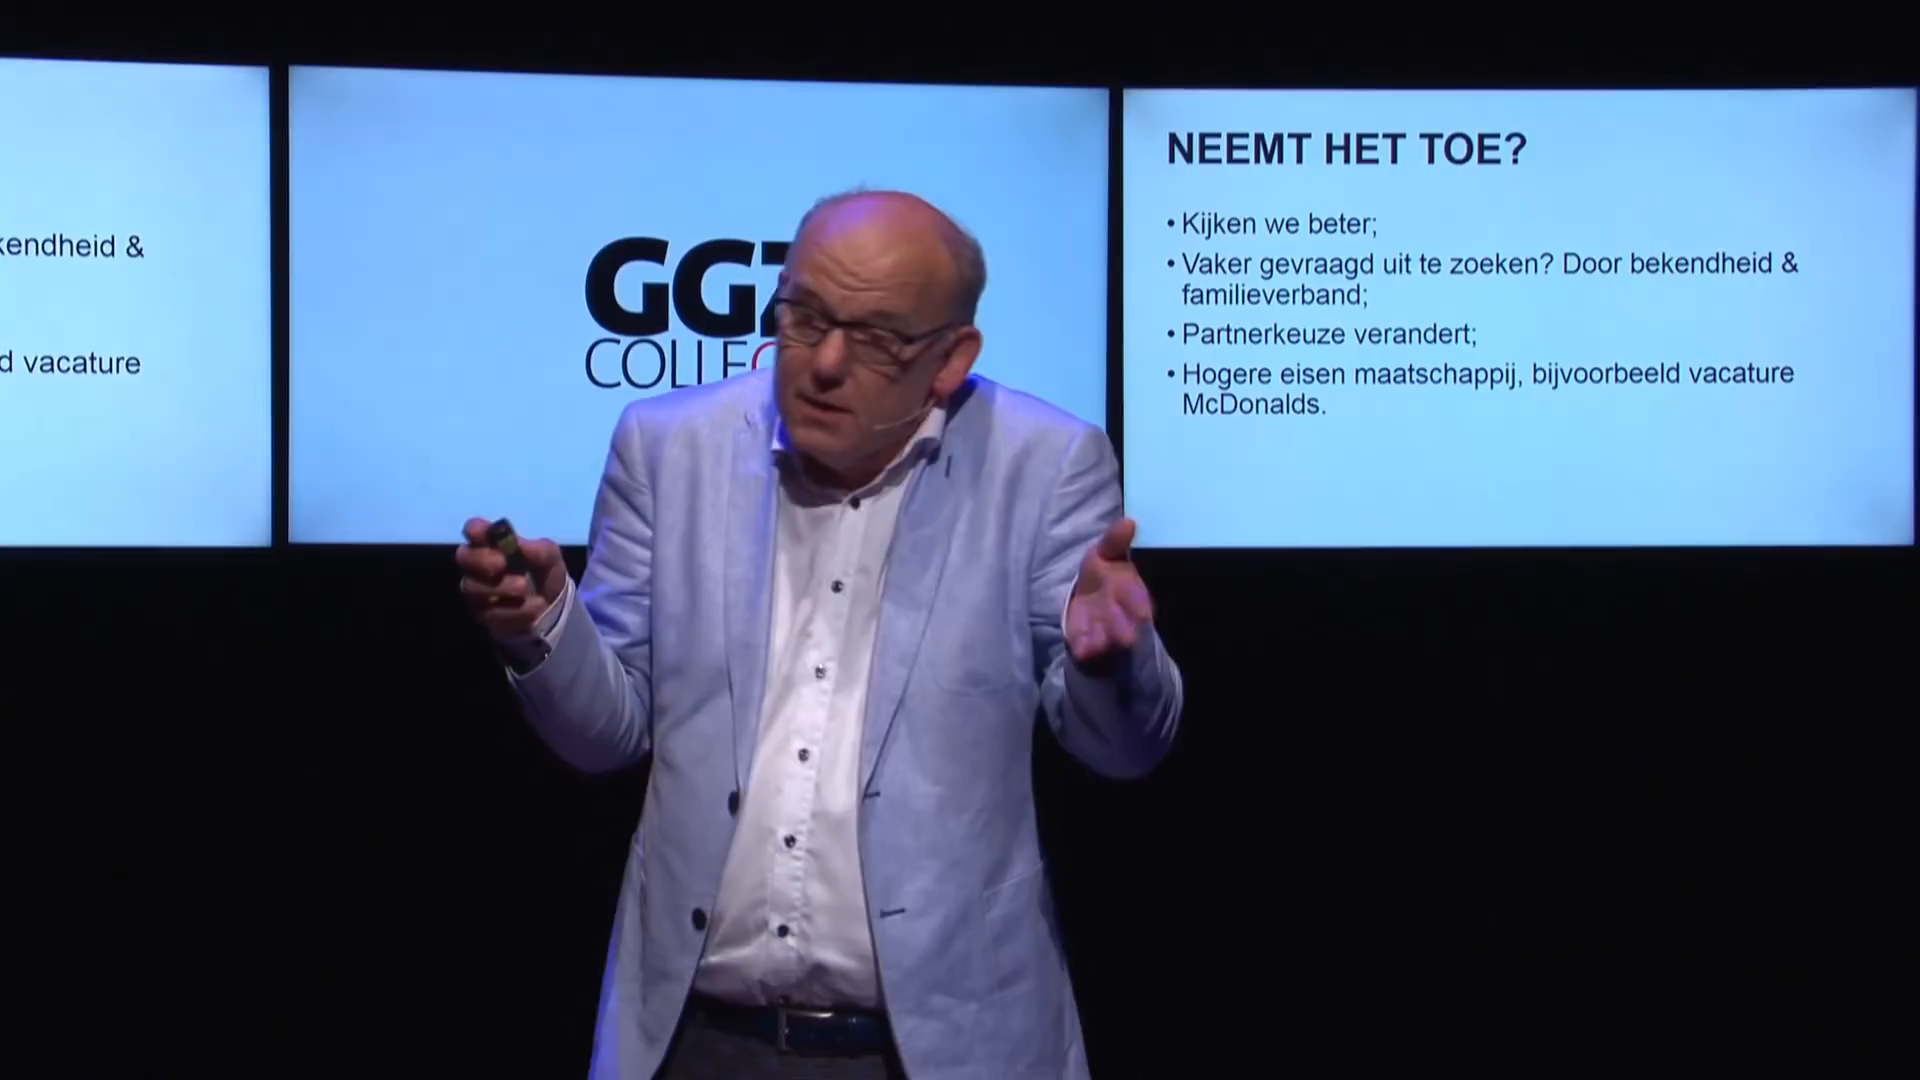 kendheid &
d vacature
GGZ
COLLEG
NEEMT HET TOE?
• Kijken we beter;
• Vaker gevraagd uit te zoeken? Door bekendheid &
familieverband;
• Partnerkeuze verandert;
• Hogere eisen maatschappij, bijvoorbeeld vacature
McDonalds.